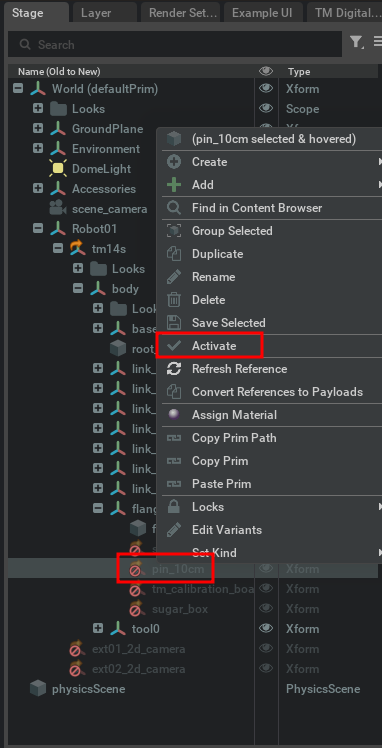 Stage Layer Render Set... Example UI TM Digital...
Search
Name (Old to New) Type
World (defaultPrim) Xform
Looks Scope
GroundPlane
(pin_10cm selected & hovered)
Environment
Create
DomeLight
Add
Accessories
Find in Content Browser
scene_camera
Group Selected
Robot01
Duplicate
tm14s
Looks
Rename
body
Delete
Look
Save Selected
base
Activate
root_
link_
Refresh Reference
link_
Convert References to Payloads
link_
Assign Material
link_
Copy Prim Path
link_
Copy Prim
link_
Paste Prim
flang
Locks
Edit Variants
Set Kind
pin_10cm Xform
tm_calibration_boa Xform
sugar_box Xform
tool0 Xform
ext01_2d_camera Xform
ext02_2d_camera Xform
physicsScene PhysicsScene